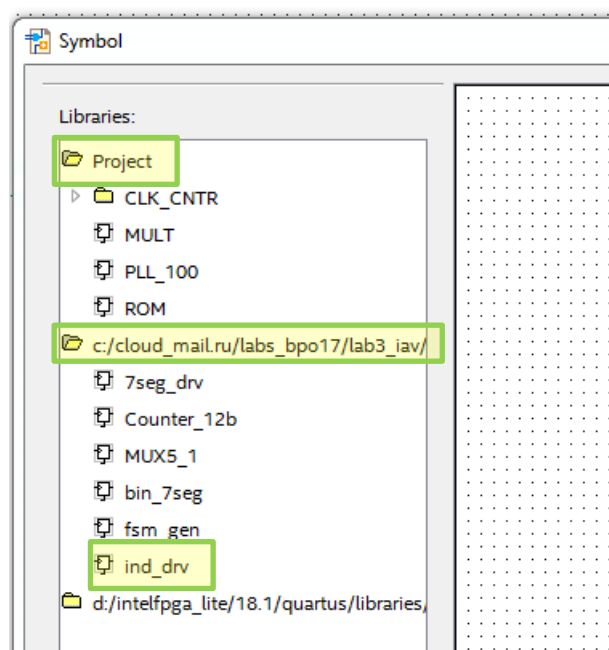 Symbol
Libraries:
Project
CLK_CNTR
MULT
PLL_100
ROM
c:/cloud_mail.ru/labs_bpo17/lab3_iav/
7seg_drv
Counter_12b
MUX5_1
bin_7seg
fsm_gen
ind_drv
d:/intelfpga_lite/18.1/quartus/libraries/